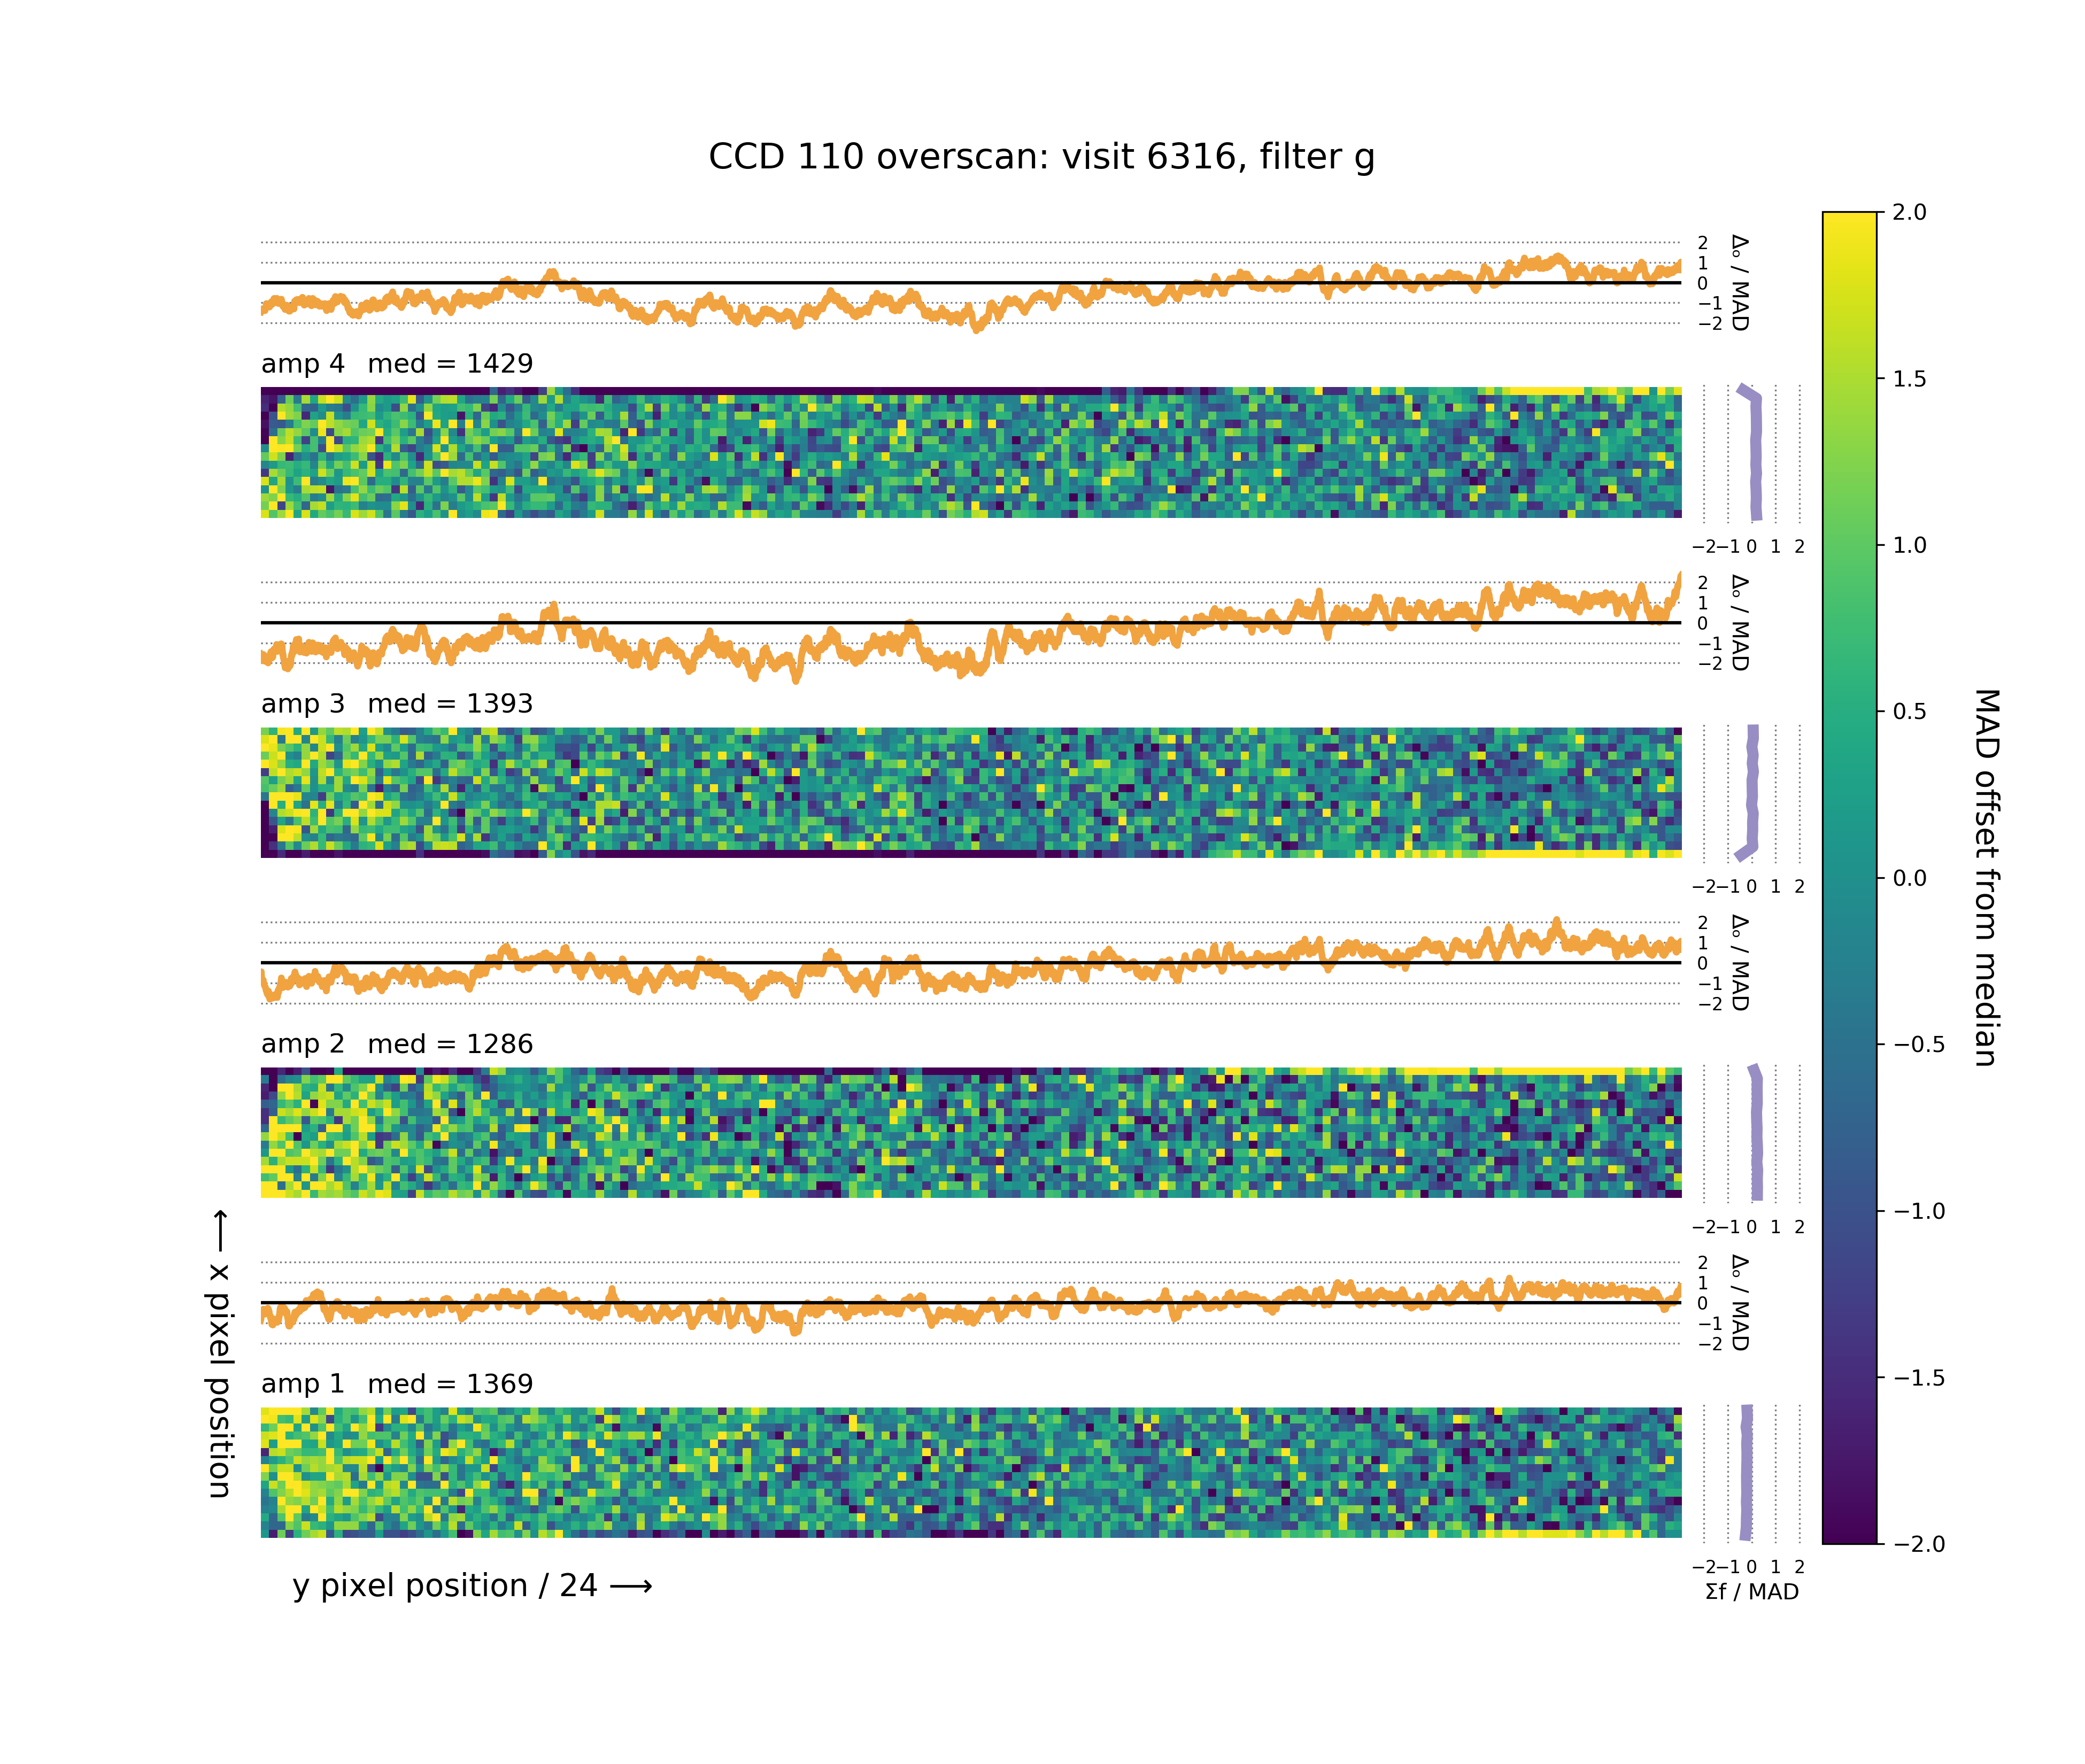 CCD 110 overscan: visit 6316, filter g
2
1
0
−1
−2
Δₒ / MAD
amp 4 med = 1429
−2 −1 0 1 2
2
1
0
−1
−2
Δₒ / MAD
amp 3 med = 1393
−2 −1 0 1 2
2
1
0
−1
−2
Δₒ / MAD
amp 2 med = 1286
−2 −1 0 1 2
2
1
0
−1
−2
Δₒ / MAD
amp 1 med = 1369
−2 −1 0 1 2
Σf / MAD
⟵ x pixel position
y pixel position / 24 ⟶
2.0
1.5
1.0
0.5
0.0
−0.5
−1.0
−1.5
−2.0
MAD offset from median